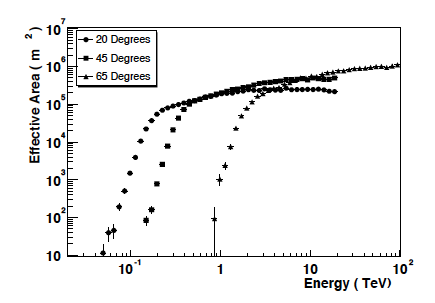 10^7
10^6
10^5
10^4
10^3
10^2
10
Effective Area ( m^2 )
20 Degrees
45 Degrees
65 Degrees
10^-1 1 10 10^2
Energy ( TeV)